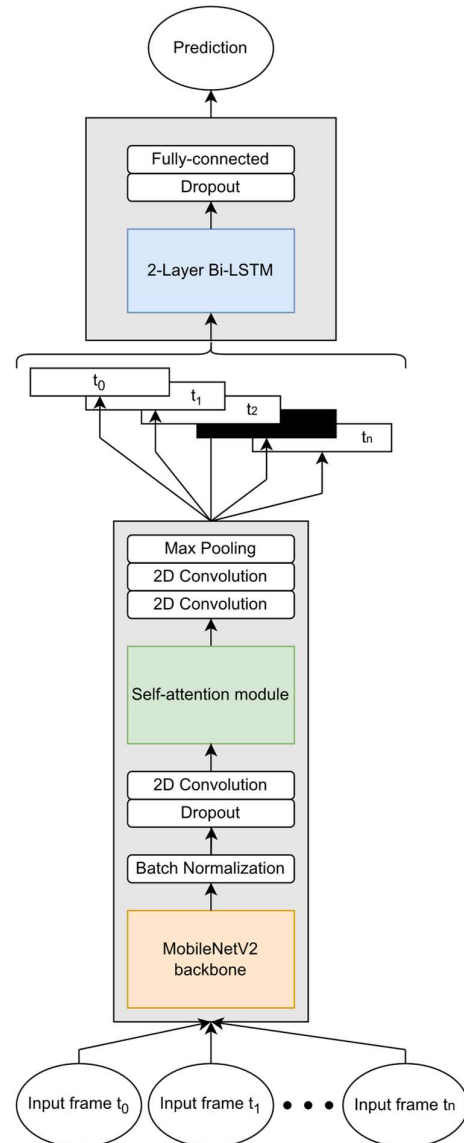 Prediction
Fully-connected
Dropout
2-Layer Bi-LSTM
t₀
t₁
t₂
tₙ
Max Pooling
2D Convolution
2D Convolution
Self-attention module
2D Convolution
Dropout
Batch Normalization
MobileNetV2
backbone
Input frame t₀ Input frame t₁ • • • Input frame tₙ